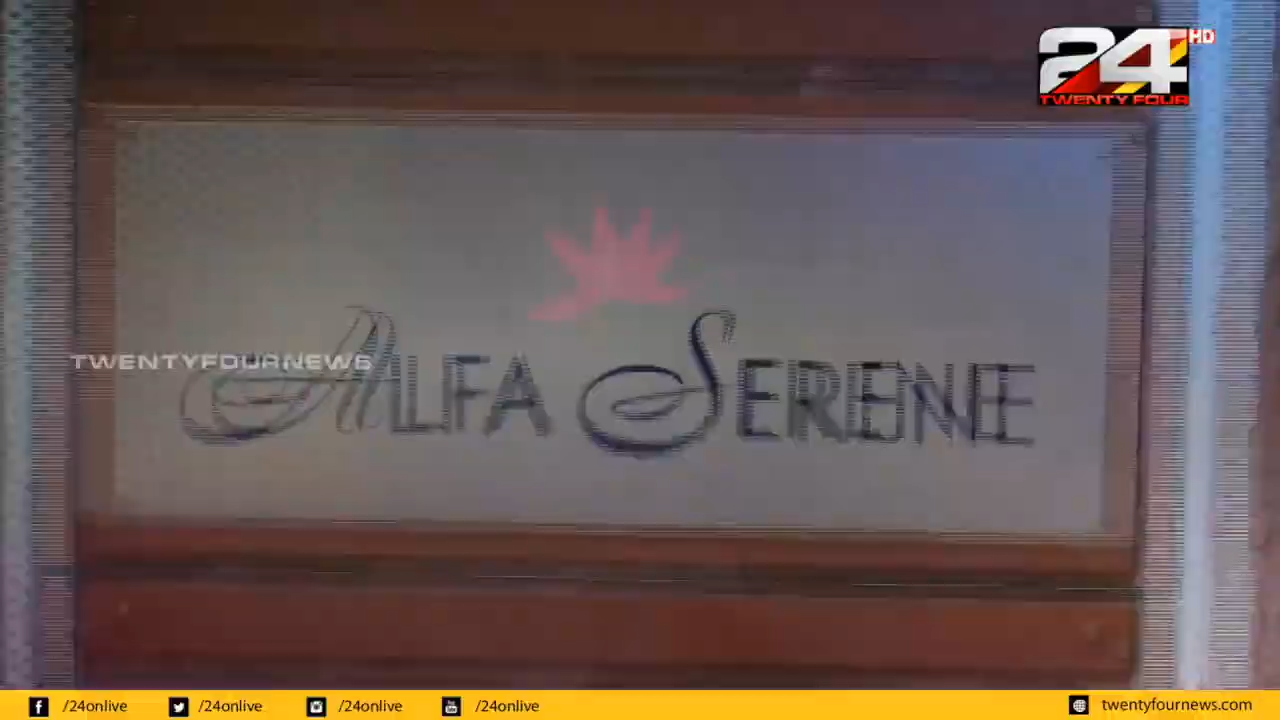 24 HD
TWENTY FOUR
TWENTYFOURNEWS
ALFA SERENE
/24onlive
/24onlive
/24onlive
/24onlive
twentyfournews.com